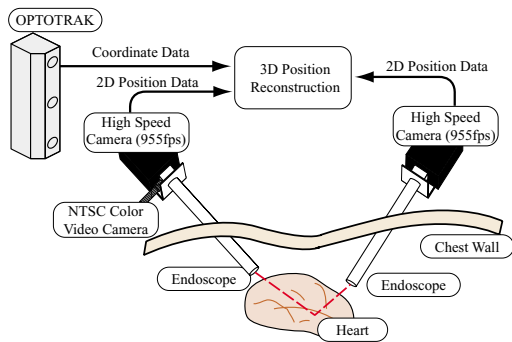 OPTOTRAK
Coordinate Data
2D Position Data
3D Position
Reconstruction
2D Position Data
High Speed
Camera (955fps)
High Speed
Camera (955fps)
NTSC Color
Video Camera
Chest Wall
Endoscope
Endoscope
Heart